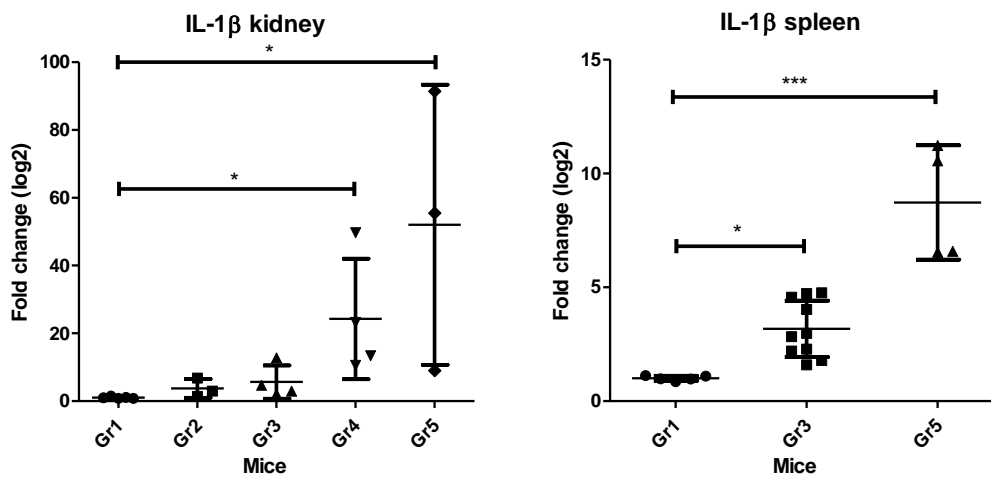 IL-1β kidney
Fold change (log2)
100
80
60
40
20
0
*
*
Gr1
Gr2
Gr3
Gr4
Gr5
Mice
IL-1β spleen
Fold change (log2)
15
10
5
0
***
*
Gr1
Gr3
Gr5
Mice